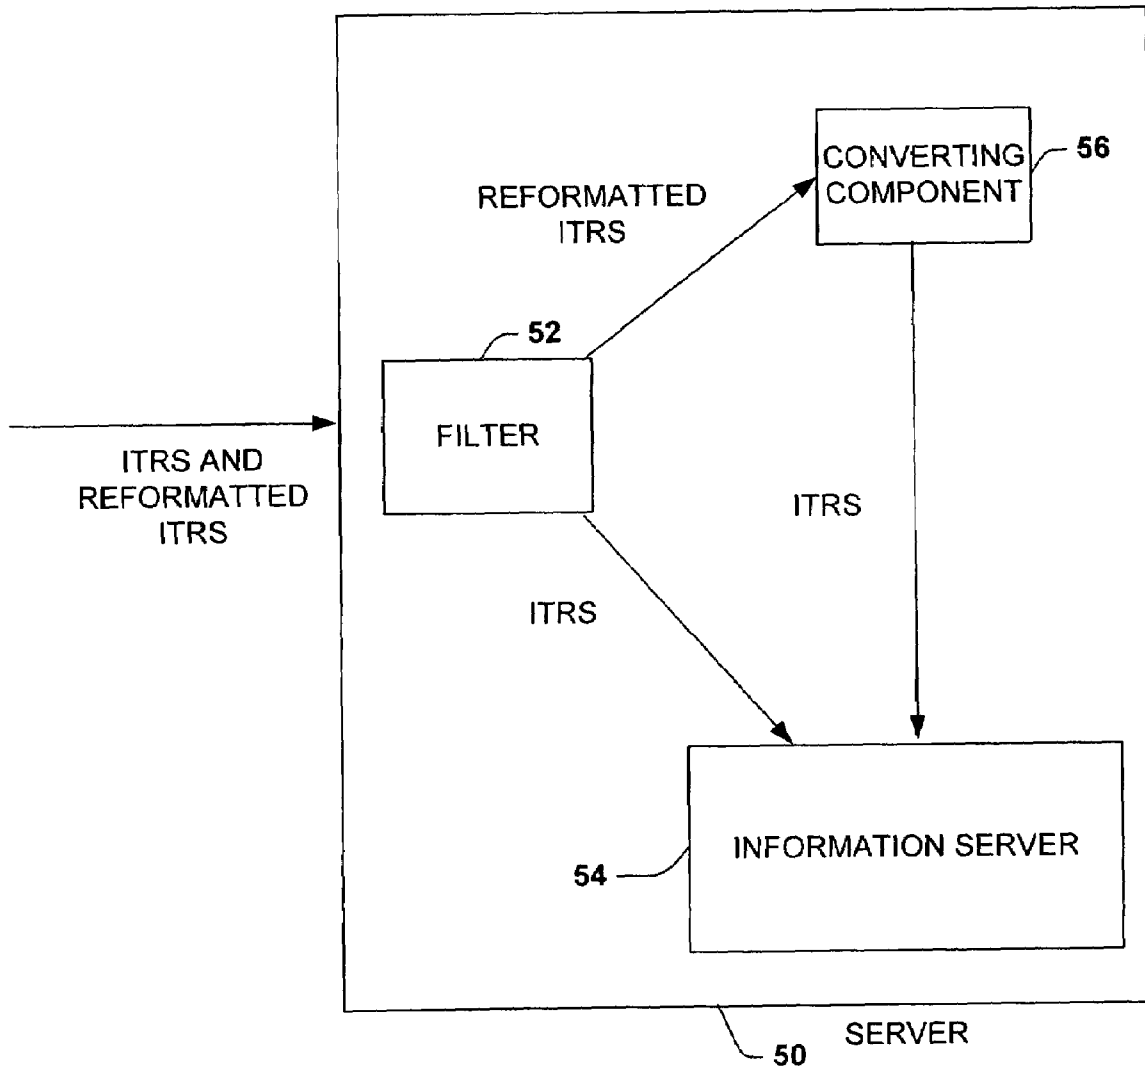 CONVERTING
COMPONENT
56
REFORMATTED
ITRS
52
FILTER
ITRS AND
REFORMATTED
ITRS
ITRS
ITRS
INFORMATION SERVER
54
SERVER
50